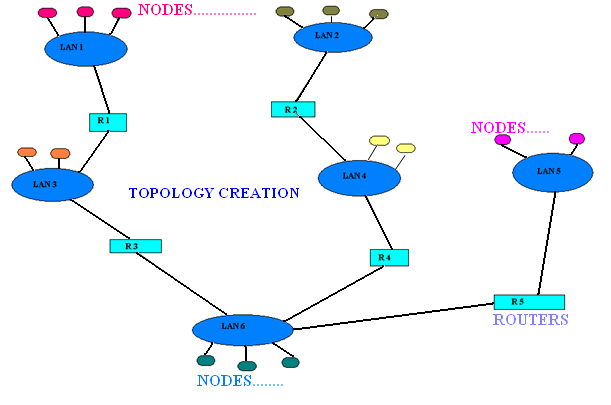 NODES................
LAN 1
LAN 2
R 1
R 2
NODES......
LAN 3
LAN 4
LAN 5
TOPOLOGY CREATION
R 3
R 4
R 5
ROUTERS
LAN 6
NODES........